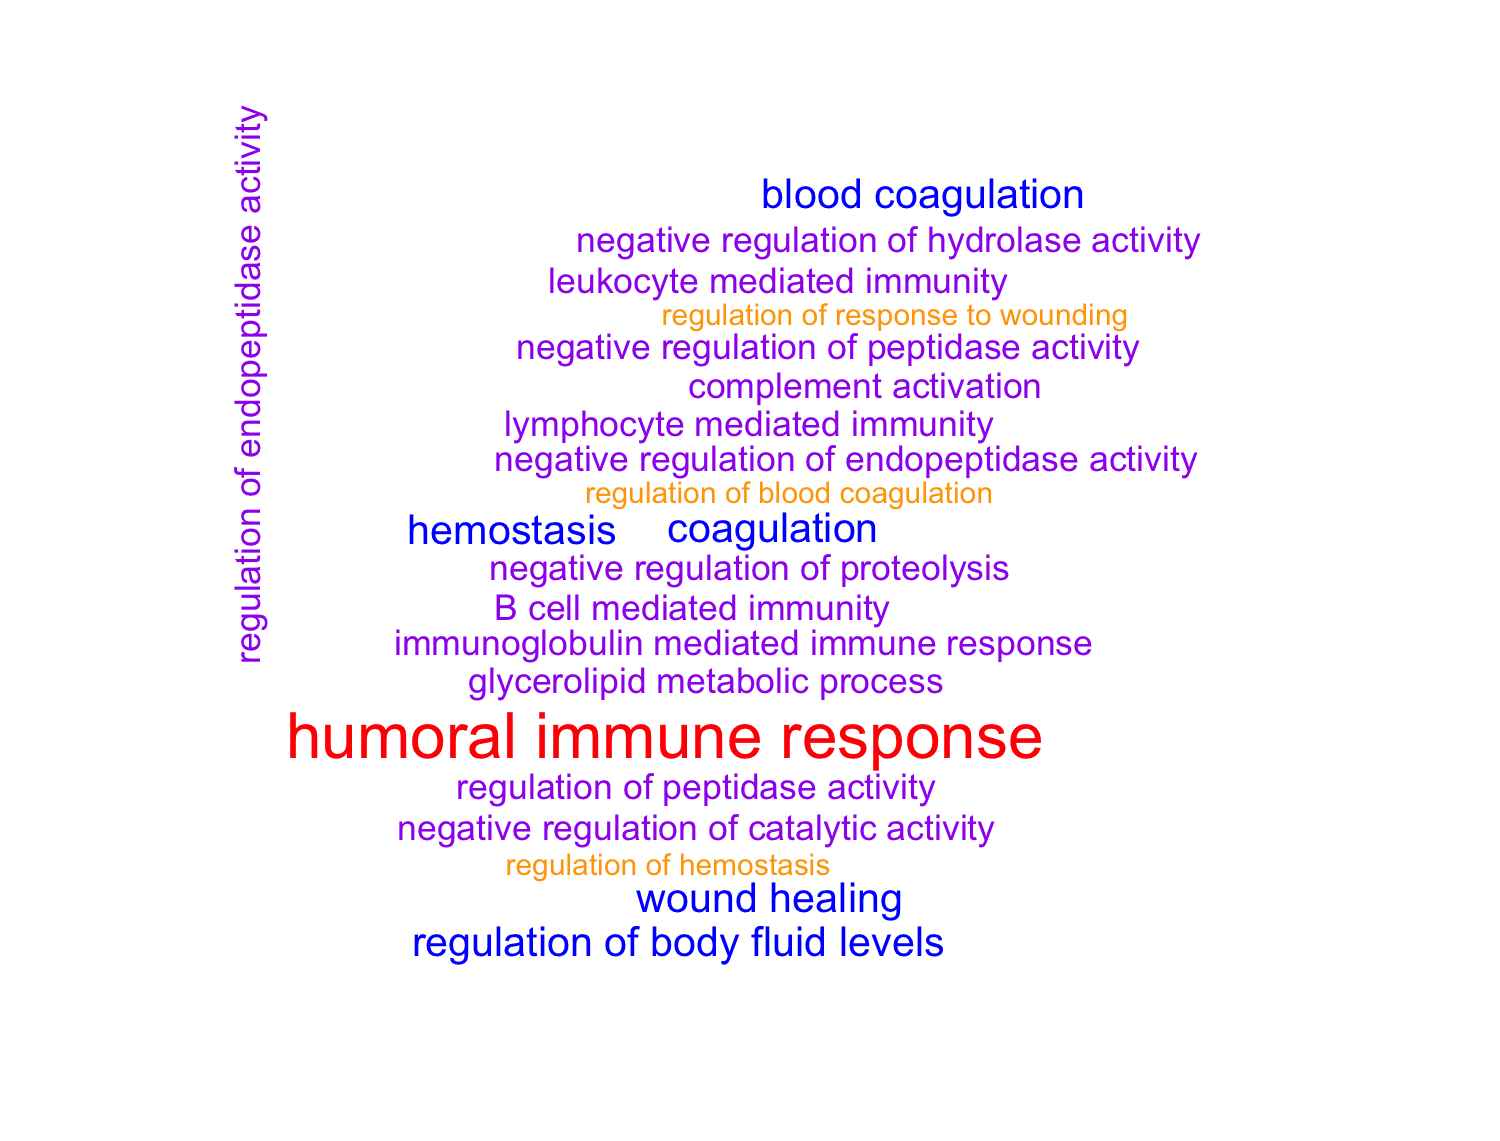 regulation of endopeptidase activity
blood coagulation
negative regulation of hydrolase activity
leukocyte mediated immunity
regulation of response to wounding
negative regulation of peptidase activity
complement activation
lymphocyte mediated immunity
negative regulation of endopeptidase activity
regulation of blood coagulation
hemostasis coagulation
negative regulation of proteolysis
B cell mediated immunity
immunoglobulin mediated immune response
glycerolipid metabolic process
humoral immune response
regulation of peptidase activity
negative regulation of catalytic activity
regulation of hemostasis
wound healing
regulation of body fluid levels